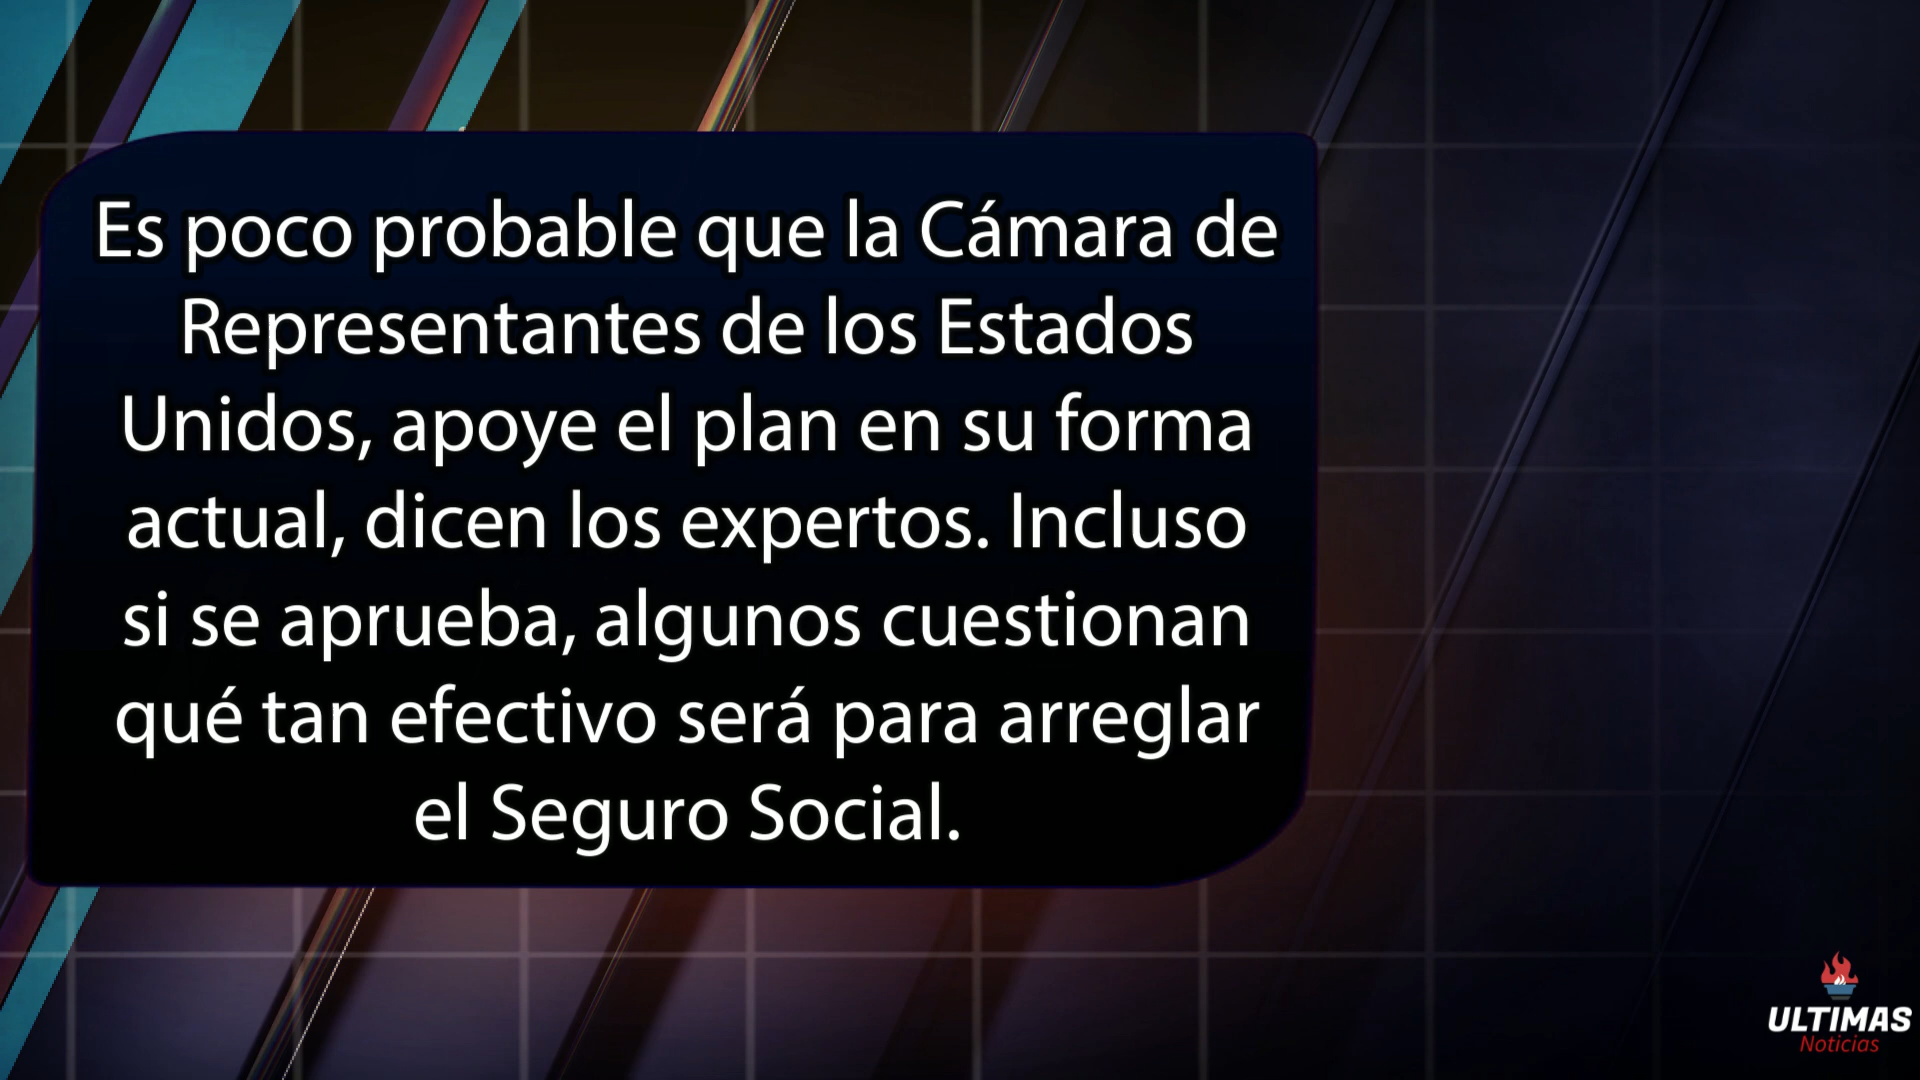 Es poco probable que la Cámara de
Representantes de los Estados
Unidos, apoye el plan en su forma
actual, dicen los expertos. Incluso
si se aprueba, algunos cuestionan
qué tan efectivo será para arreglar
el Seguro Social.
ULTIMAS
Noticias